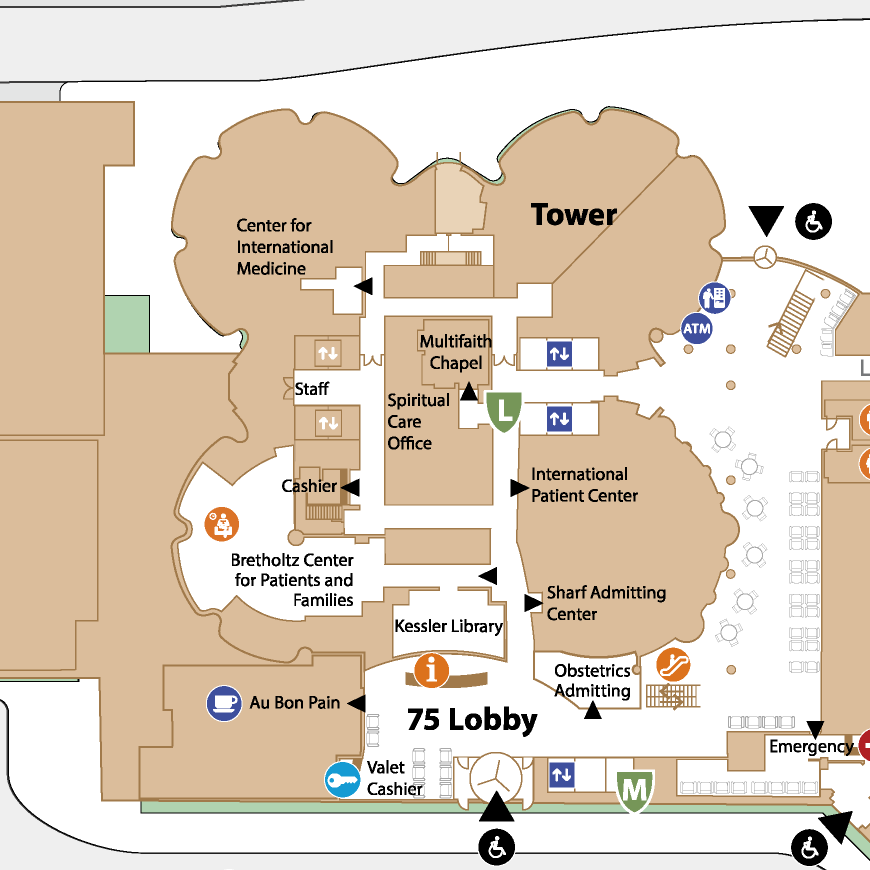 Tower
Center for
International
Medicine
ATM
Multifaith
Chapel
Staff
Spiritual
Care
Office
L
L
Cashier
International
Patient Center
Bretholtz Center
for Patients and
Families
Sharf Admitting
Center
Kessler Library
i
Obstetrics
Admitting
Au Bon Pain
75 Lobby
Emergency
Valet
Cashier
M